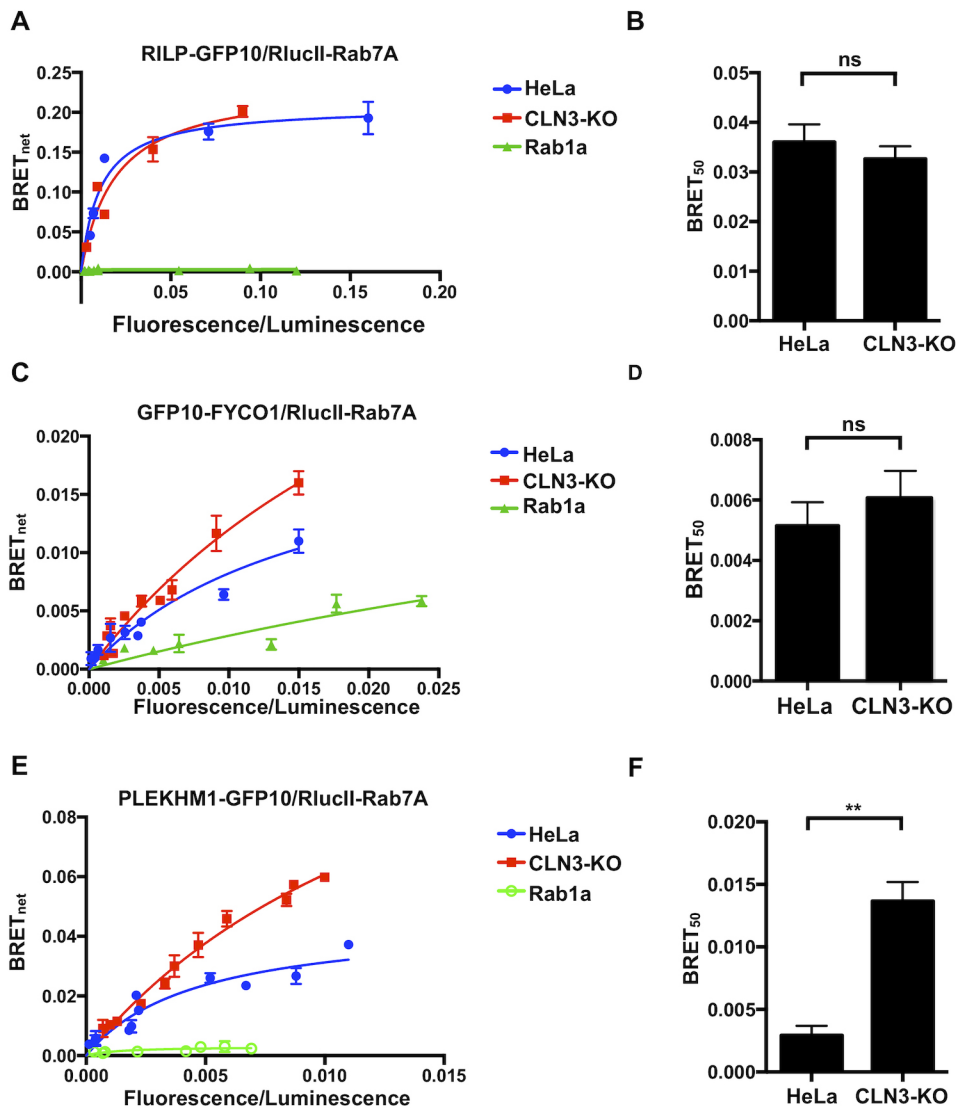 A
RILP-GFP10/RlucII-Rab7A
0.25
0.20
0.15
0.10
0.05
0.00
BRETnet
0.05
0.10
0.15
0.20
Fluorescence/Luminescence
HeLa
CLN3-KO
Rab1a
B
ns
0.05
0.04
0.03
0.02
0.01
0.00
BRET50
HeLa
CLN3-KO
C
GFP10-FYCO1/RlucII-Rab7A
0.020
0.015
0.010
0.005
0.000
BRETnet
0.000
0.005
0.010
0.015
0.020
0.025
Fluorescence/Luminescence
HeLa
CLN3-KO
Rab1a
D
ns
0.008
0.006
0.004
0.002
0.000
BRET50
HeLa
CLN3-KO
E
PLEKHM1-GFP10/RlucII-Rab7A
0.08
0.06
0.04
0.02
0.00
BRETnet
0.000
0.005
0.010
0.015
Fluorescence/Luminescence
HeLa
CLN3-KO
Rab1a
F
**
0.020
0.015
0.010
0.005
0.000
BRET50
HeLa
CLN3-KO